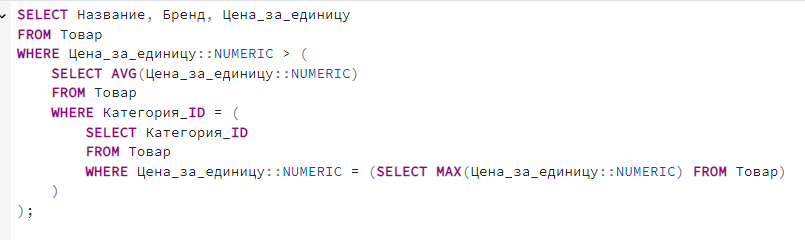 SELECT Название, Бренд, Цена_за_единицу
FROM Товар
WHERE Цена_за_единицу::NUMERIC > (
    SELECT AVG(Цена_за_единицу::NUMERIC)
    FROM Товар
    WHERE Категория_ID = (
        SELECT Категория_ID
        FROM Товар
        WHERE Цена_за_единицу::NUMERIC = (SELECT MAX(Цена_за_единицу::NUMERIC) FROM Товар)
    )
);